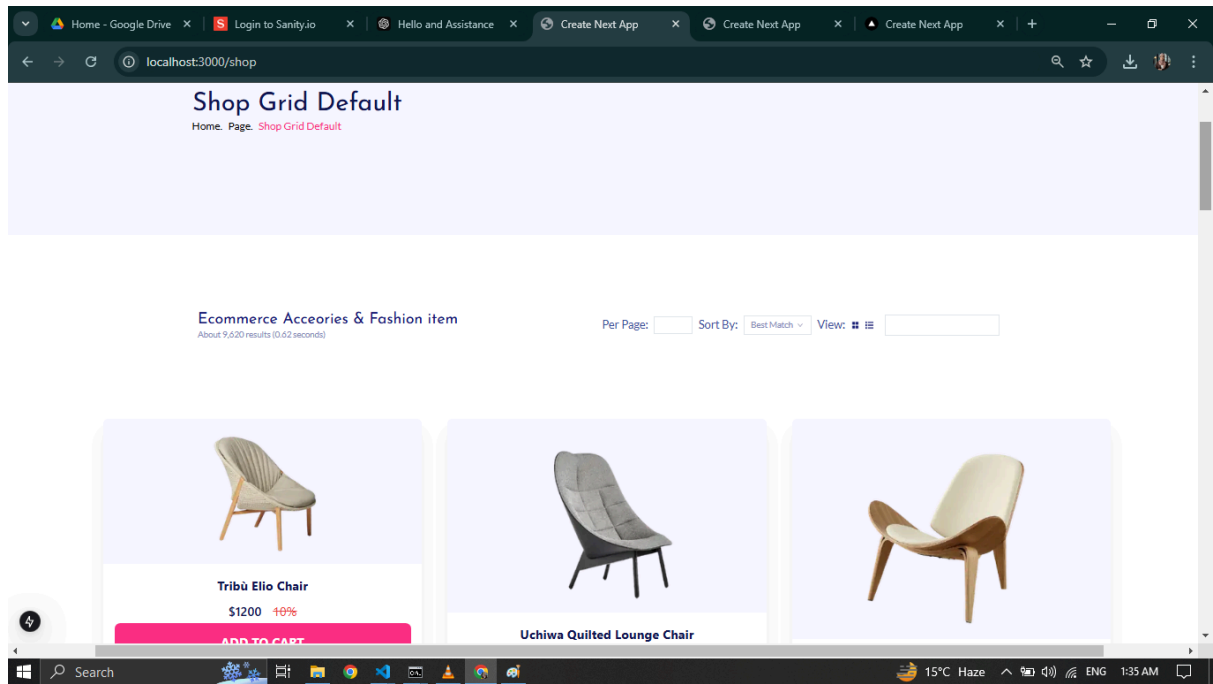 Home - Google Drive
Login to Sanity.io
Hello and Assistance
Create Next App
Create Next App
Create Next App
localhost:3000/shop
Shop Grid Default
Home. Page. Shop Grid Default
Ecommerce Acceories & Fashion item
About 9,620 results (0.62 seconds)
Per Page:
Sort By:
Best Match
View:
Tribù Elio Chair
$1200 10%
ADD TO CART
Uchiwa Quilted Lounge Chair
Search
15°C Haze
ENG
1:35 AM